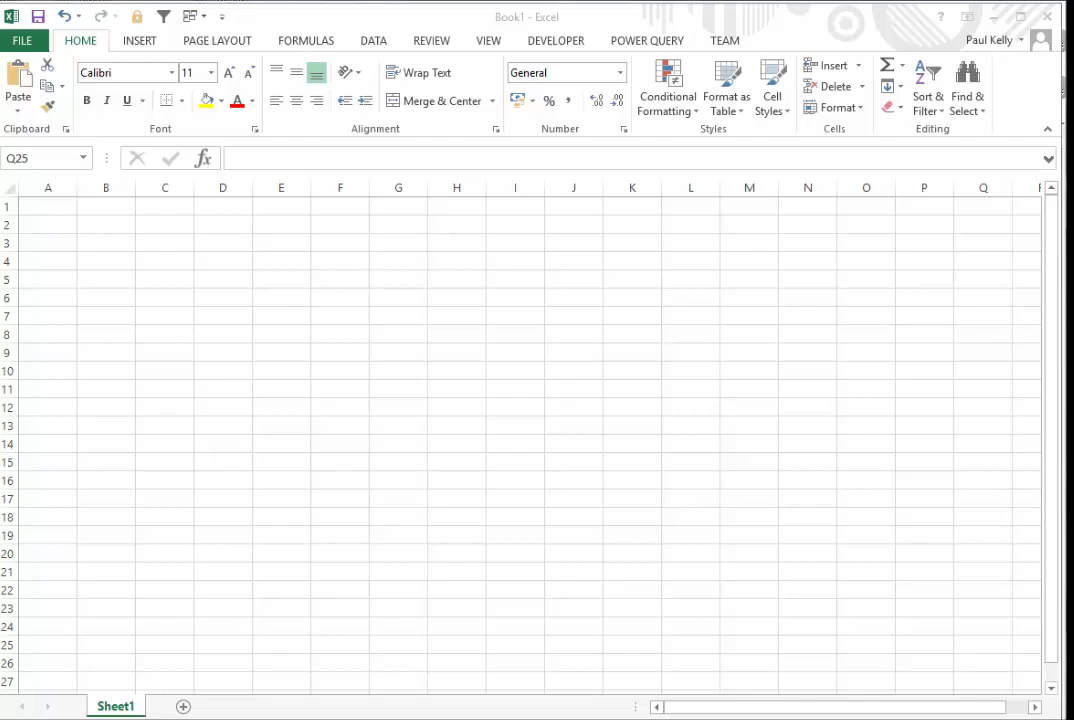 Book1 - Excel
?
FILE HOME INSERT PAGE LAYOUT FORMULAS DATA REVIEW VIEW DEVELOPER POWER QUERY TEAM Paul Kelly
Paste
Clipboard
Calibri 11
A A
B I U A
Font
Wrap Text
Merge & Center
Alignment
General
% ,
Number
Conditional Formatting
Format as Table
Cell Styles
Styles
Insert
Delete
Format
Cells
Sort & Filter
Find & Select
Editing
Q25 fx
A B C D E F G H I J K L M N O P Q
1
2
3
4
5
6
7
8
9
10
11
12
13
14
15
16
17
18
19
20
21
22
23
24
25
26
27
Sheet1